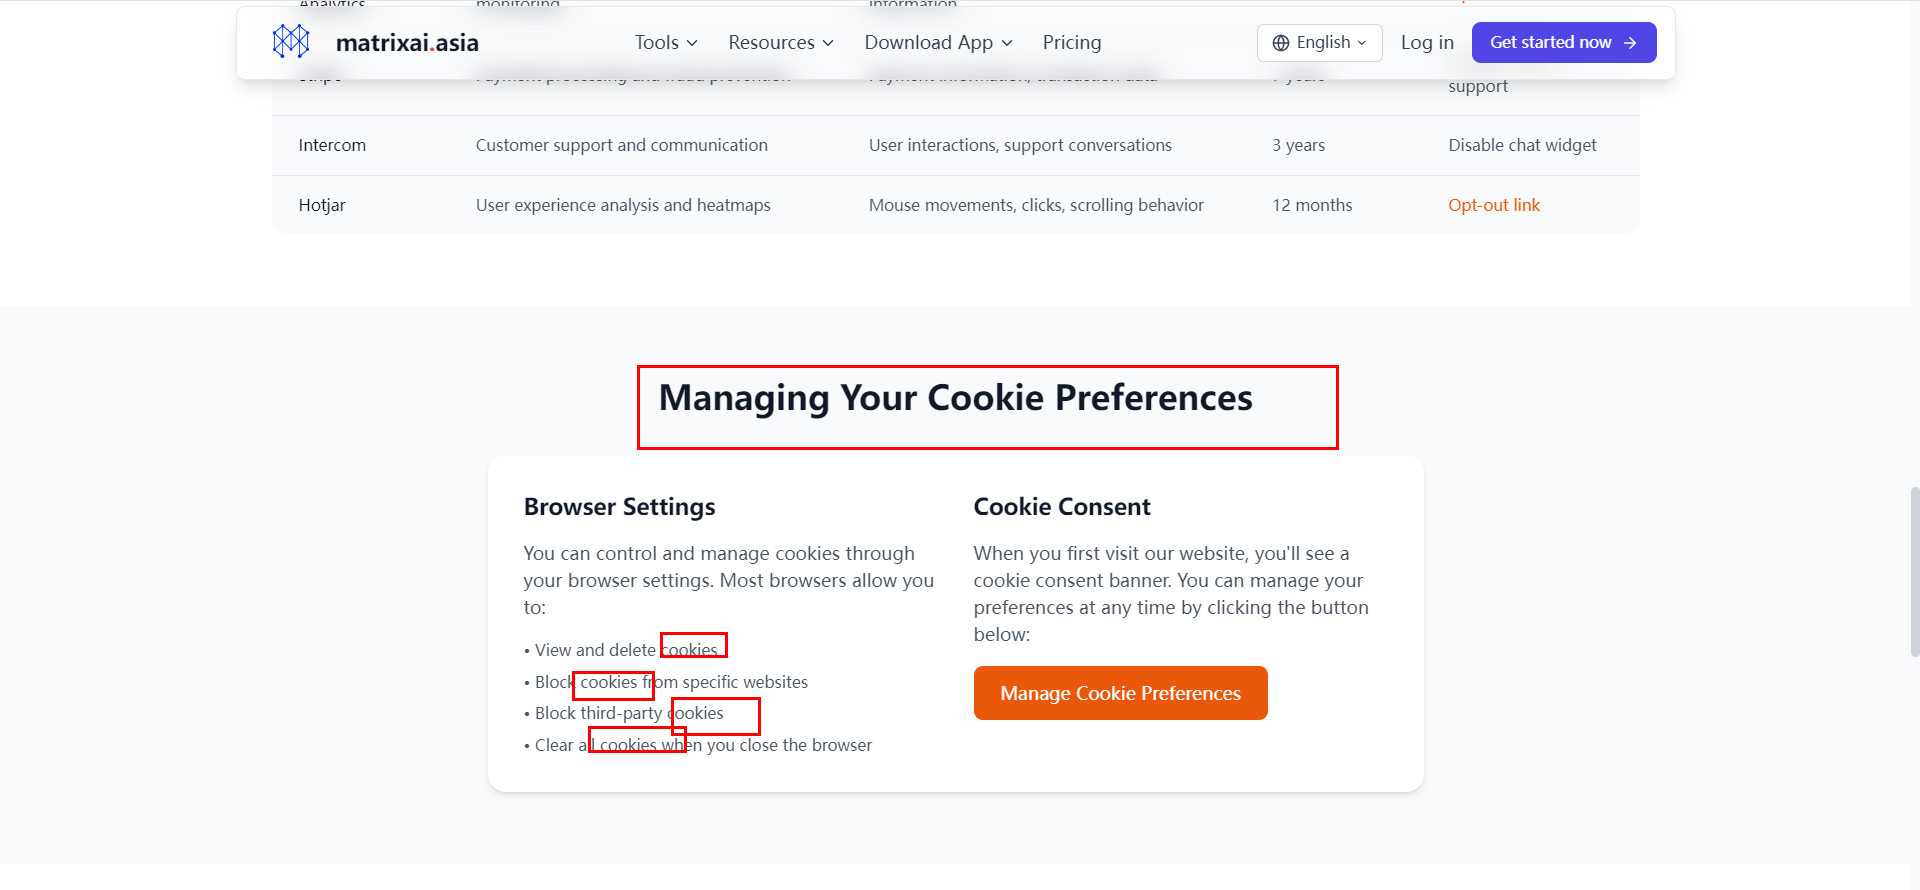 matrixai.asia
Tools
Resources
Download App
Pricing
English
Log in
Get started now
support
Intercom
Customer support and communication
User interactions, support conversations
3 years
Disable chat widget
Hotjar
User experience analysis and heatmaps
Mouse movements, clicks, scrolling behavior
12 months
Opt-out link
Managing Your Cookie Preferences
Browser Settings
You can control and manage cookies through
your browser settings. Most browsers allow you
to:
• View and delete cookies
• Block cookies from specific websites
• Block third-party cookies
• Clear all cookies when you close the browser
Cookie Consent
When you first visit our website, you'll see a
cookie consent banner. You can manage your
preferences at any time by clicking the button
below:
Manage Cookie Preferences